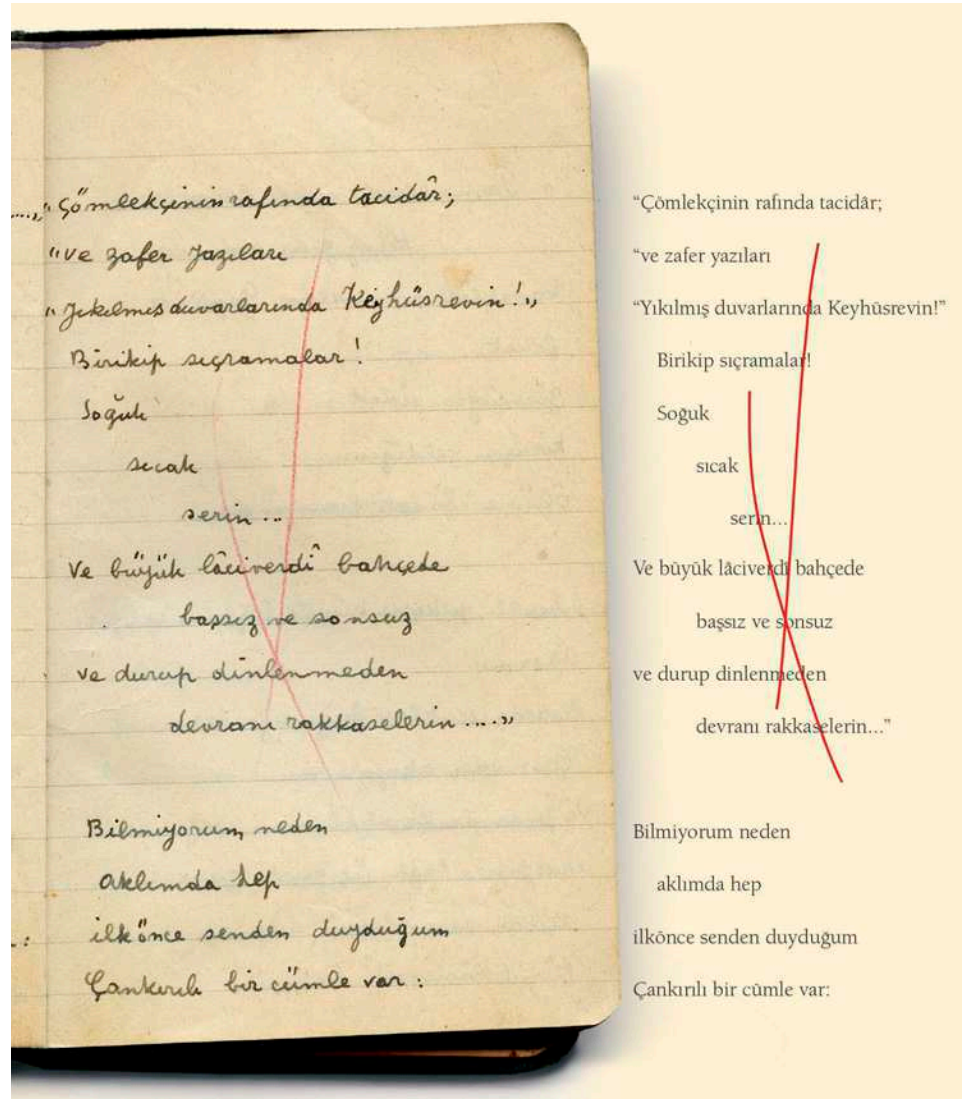 ....„ Çömlekçinin rafında tacidâr;
"ve zafer yazıları
"Yıkılmış duvarlarında Keyhüsrevin!"
Birikip sıçramalar!
Soğuk
sıcak
serin...
Ve büyük lâciverdî bahçede
başsız ve sonsuz
ve durup dinlenmeden
devranı rakkaselerin...."
Bilmiyorum neden
aklımda hep
ilkönce senden duyduğum
Çankırılı bir cümle var:
“Çömlekçinin rafında tacidâr;
“ve zafer yazıları
“Yıkılmış duvarlarında Keyhüsrevin!”
Birikip sıçramalar!
Soğuk
sıcak
serin...
Ve büyük lâciverdî bahçede
başsız ve sonsuz
ve durup dinlenmeden
devranı rakkaselerin...”
Bilmiyorum neden
aklımda hep
ilkönce senden duyduğum
Çankırılı bir cümle var: